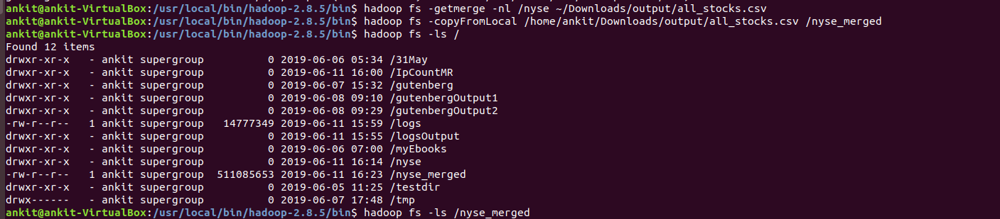 ankit@ankit-VirtualBox:/usr/local/bin/hadoop-2.8.5/bin$ hadoop fs -getmerge -nl /nyse ~/Downloads/output/all_stocks.csv
ankit@ankit-VirtualBox:/usr/local/bin/hadoop-2.8.5/bin$ hadoop fs -copyFromLocal /home/ankit/Downloads/output/all_stocks.csv /nyse_merged
ankit@ankit-VirtualBox:/usr/local/bin/hadoop-2.8.5/bin$ hadoop fs -ls /
Found 12 items
drwxr-xr-x   - ankit supergroup          0 2019-06-06 05:34 /31May
drwxr-xr-x   - ankit supergroup          0 2019-06-11 16:00 /IpCountMR
drwxr-xr-x   - ankit supergroup          0 2019-06-07 15:32 /gutenberg
drwxr-xr-x   - ankit supergroup          0 2019-06-08 09:10 /gutenbergOutput1
drwxr-xr-x   - ankit supergroup          0 2019-06-08 09:29 /gutenbergOutput2
-rw-r--r--   1 ankit supergroup   14777349 2019-06-11 15:59 /logs
drwxr-xr-x   - ankit supergroup          0 2019-06-11 15:55 /logsOutput
drwxr-xr-x   - ankit supergroup          0 2019-06-06 07:00 /myEbooks
drwxr-xr-x   - ankit supergroup          0 2019-06-11 16:14 /nyse
-rw-r--r--   1 ankit supergroup  511085653 2019-06-11 16:23 /nyse_merged
drwxr-xr-x   - ankit supergroup          0 2019-06-05 11:25 /testdir
drwx------   - ankit supergroup          0 2019-06-07 17:48 /tmp
ankit@ankit-VirtualBox:/usr/local/bin/hadoop-2.8.5/bin$ hadoop fs -ls /nyse_merged